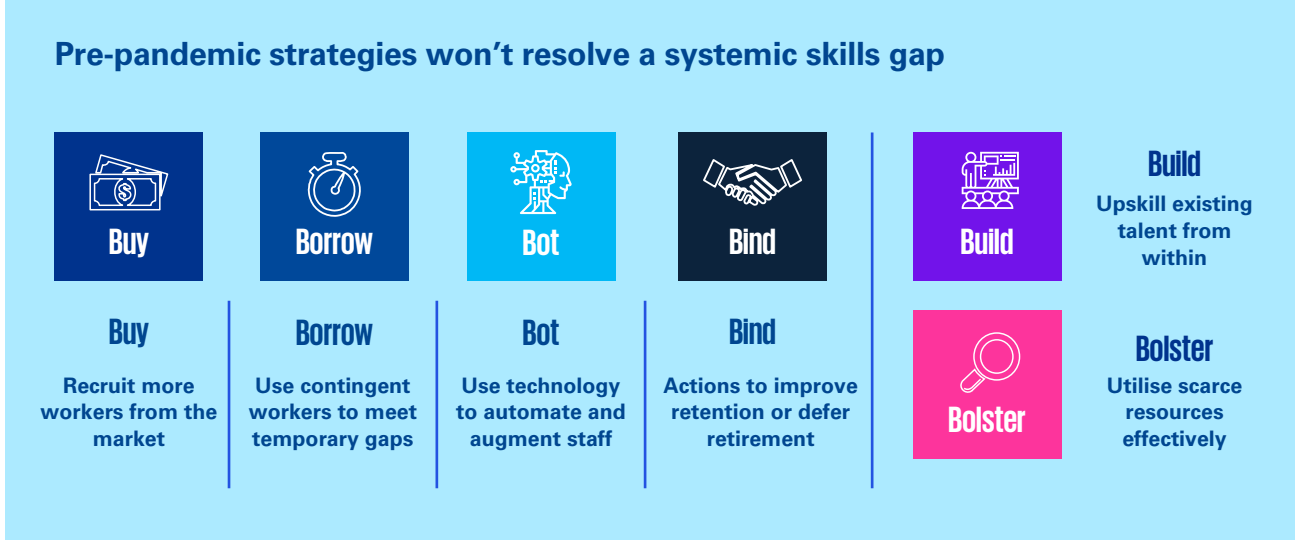 Pre-pandemic strategies won’t resolve a systemic skills gap
Buy
Borrow
Bot
Bind
Buy
Recruit more
workers from the
market
Borrow
Use contingent
workers to meet
temporary gaps
Bot
Use technology
to automate and
augment staff
Bind
Actions to improve
retention or defer
retirement
Build
Build
Upskill existing
talent from
within
Bolster
Bolster
Utilise scarce
resources
effectively